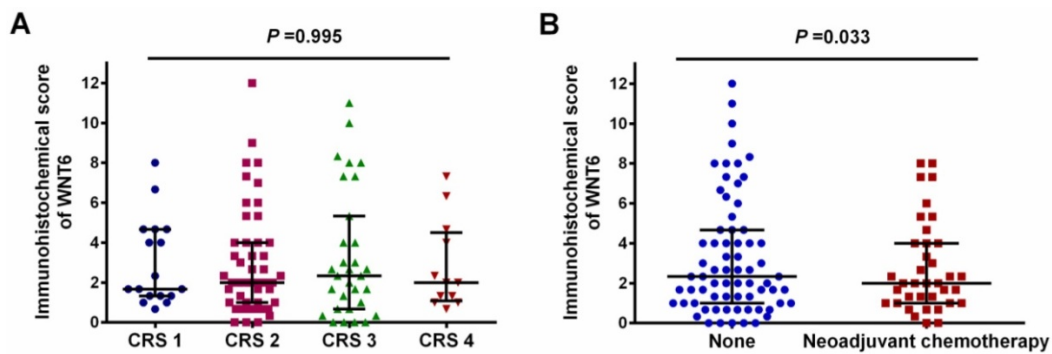 A
P =0.995
Immunohistochemical score
of WNT6
12
10
8
6
4
2
0
CRS 1 CRS 2 CRS 3 CRS 4
B
P =0.033
Immunohistochemical score
of WNT6
12
10
8
6
4
2
0
None Neoadjuvant chemotherapy